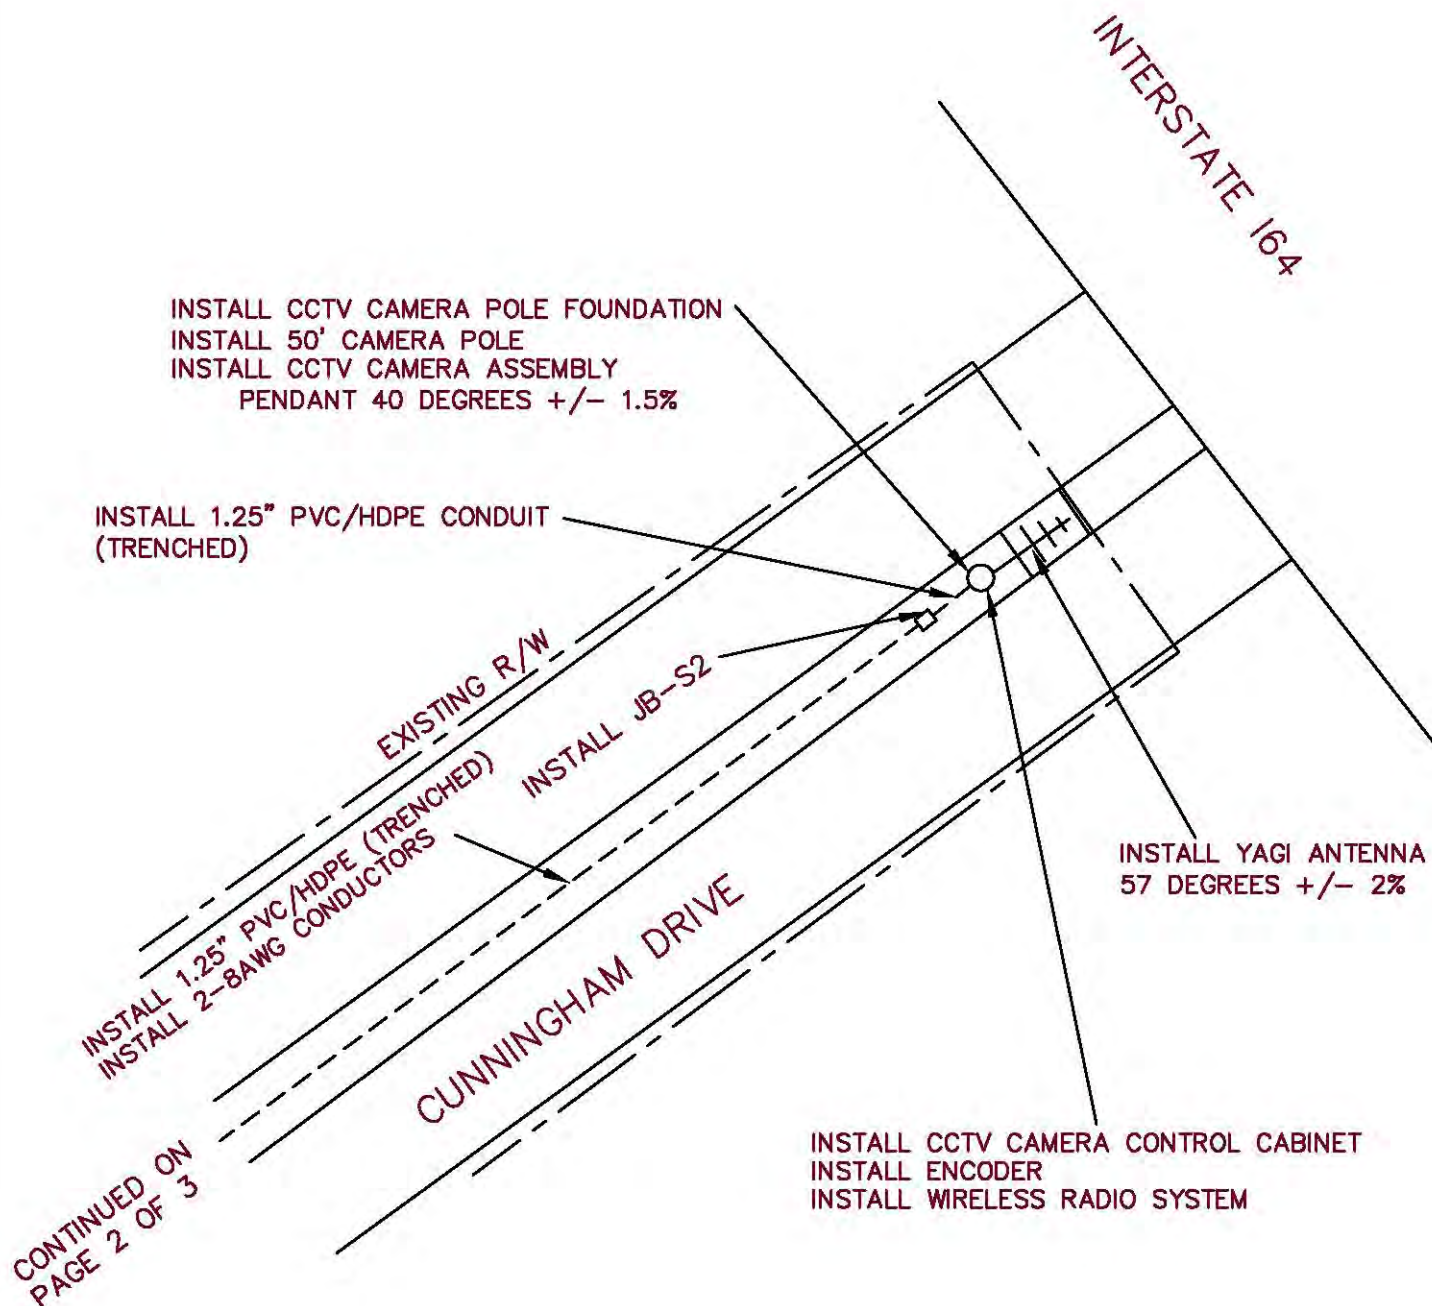 INTERSTATE I64
INSTALL CCTV CAMERA POLE FOUNDATION
INSTALL 50' CAMERA POLE
INSTALL CCTV CAMERA ASSEMBLY
PENDANT 40 DEGREES +/- 1.5%
INSTALL 1.25" PVC/HDPE CONDUIT
(TRENCHED)
EXISTING R/W
INSTALL JB-S2
INSTALL 1.25" PVC/HDPE (TRENCHED)
INSTALL 2-8AWG CONDUCTORS
INSTALL YAGI ANTENNA
57 DEGREES +/- 2%
CUNNINGHAM DRIVE
INSTALL CCTV CAMERA CONTROL CABINET
INSTALL ENCODER
INSTALL WIRELESS RADIO SYSTEM
CONTINUED ON
PAGE 2 OF 3